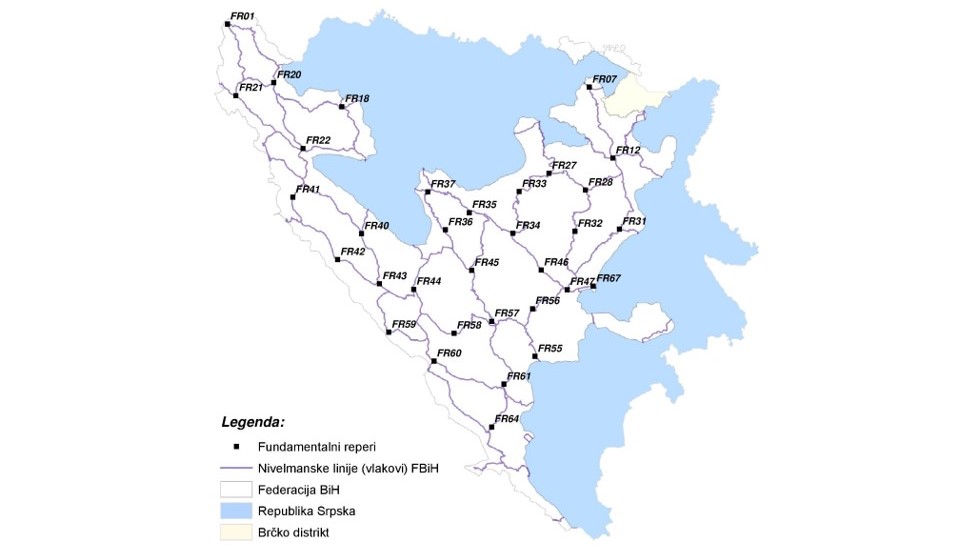 FR01
FR20
FR21
FR18
FR07
FR22
FR12
FR27
FR41
FR37
FR33
FR28
FR35
FR40
FR36
FR34
FR32
FR31
FR42
FR43
FR44
FR45
FR46
FR47
FR67
FR56
FR59
FR58
FR57
FR60
FR55
FR61
FR64
Legenda:
Fundamentalni reperi
Nivelmanske linije (vlakovi) FBiH
Federacija BiH
Republika Srpska
Brčko distrikt